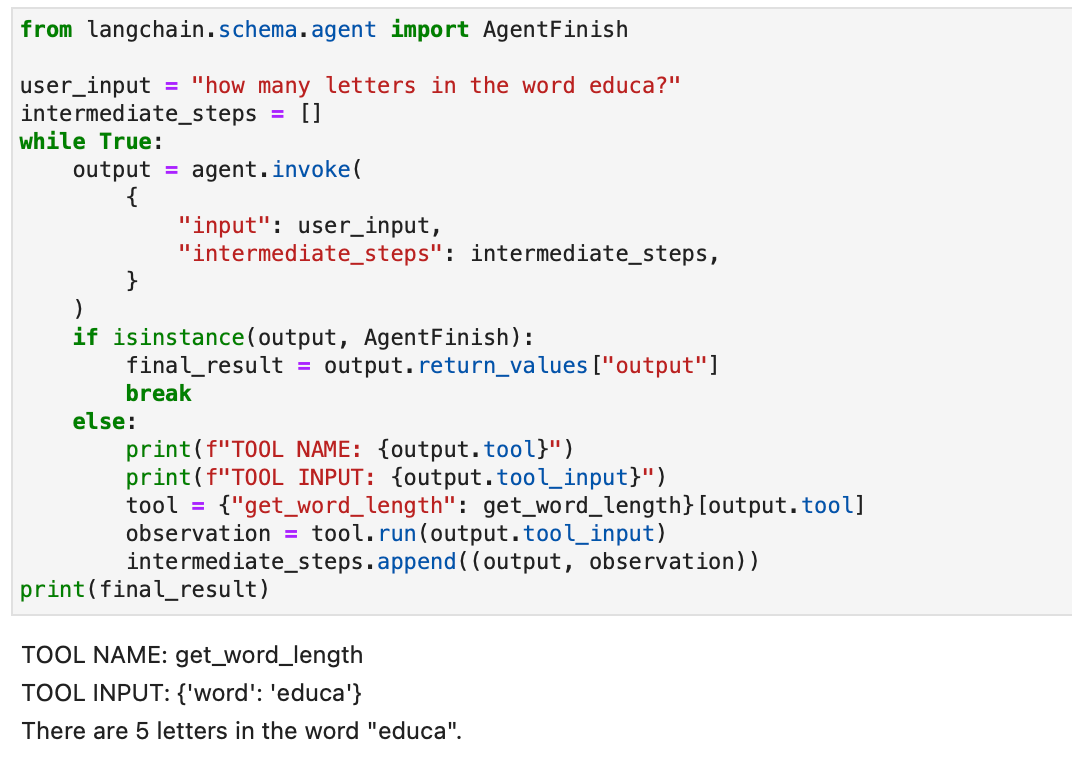 from langchain.schema.agent import AgentFinish
user_input = "how many letters in the word educa?"
intermediate_steps = []
while True:
    output = agent.invoke(
        {
            "input": user_input,
            "intermediate_steps": intermediate_steps,
        }
    )
    if isinstance(output, AgentFinish):
        final_result = output.return_values["output"]
        break
    else:
        print(f"TOOL NAME: {output.tool}")
        print(f"TOOL INPUT: {output.tool_input}")
        tool = {"get_word_length": get_word_length}[output.tool]
        observation = tool.run(output.tool_input)
        intermediate_steps.append((output, observation))
print(final_result)
TOOL NAME: get_word_length
TOOL INPUT: {'word': 'educa'}
There are 5 letters in the word "educa".